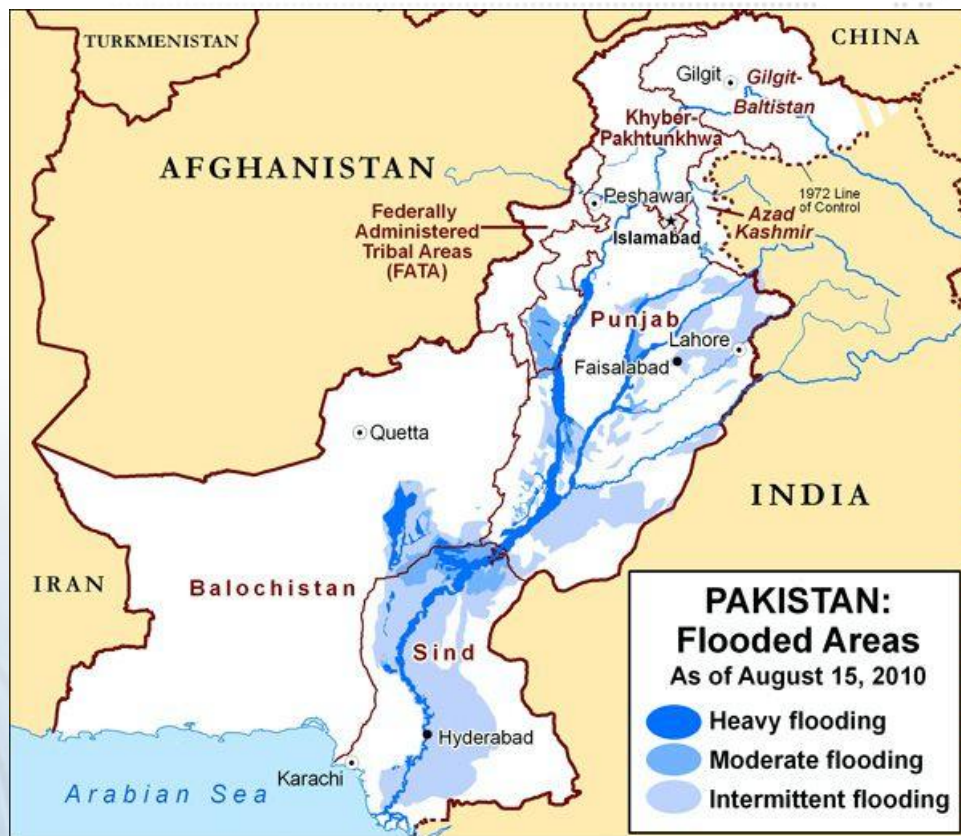 TURKMENISTAN
CHINA
Gilgit
Gilgit-
Baltistan
Khyber-
Pakhtunkhwa
AFGHANISTAN
Peshawar
1972 Line
of Control
Federally
Administered
Tribal Areas
(FATA)
Azad
Kashmir
Islamabad
Punjab
Lahore
Faisalabad
Quetta
INDIA
IRAN
Balochistan
Sind
Hyderabad
Karachi
Arabian Sea
PAKISTAN:
Flooded Areas
As of August 15, 2010
Heavy flooding
Moderate flooding
Intermittent flooding